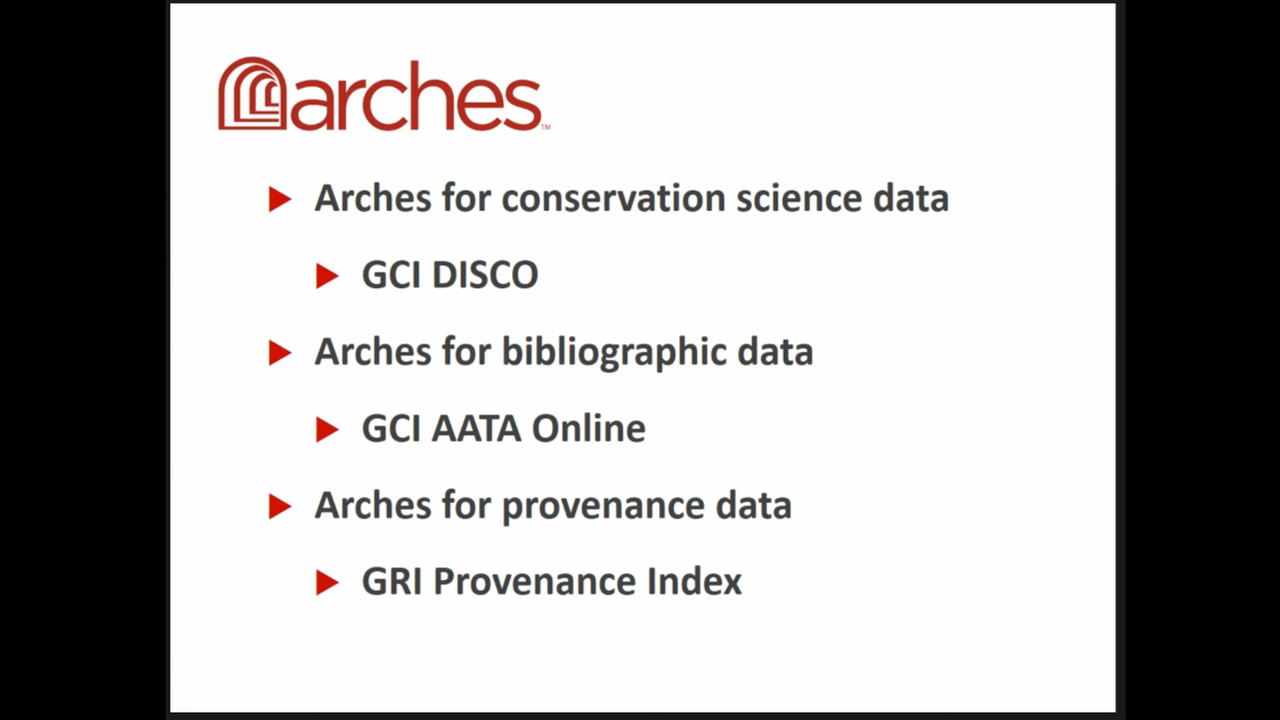 arches™
Arches for conservation science data
GCI DISCO
Arches for bibliographic data
GCI AATA Online
Arches for provenance data
GRI Provenance Index